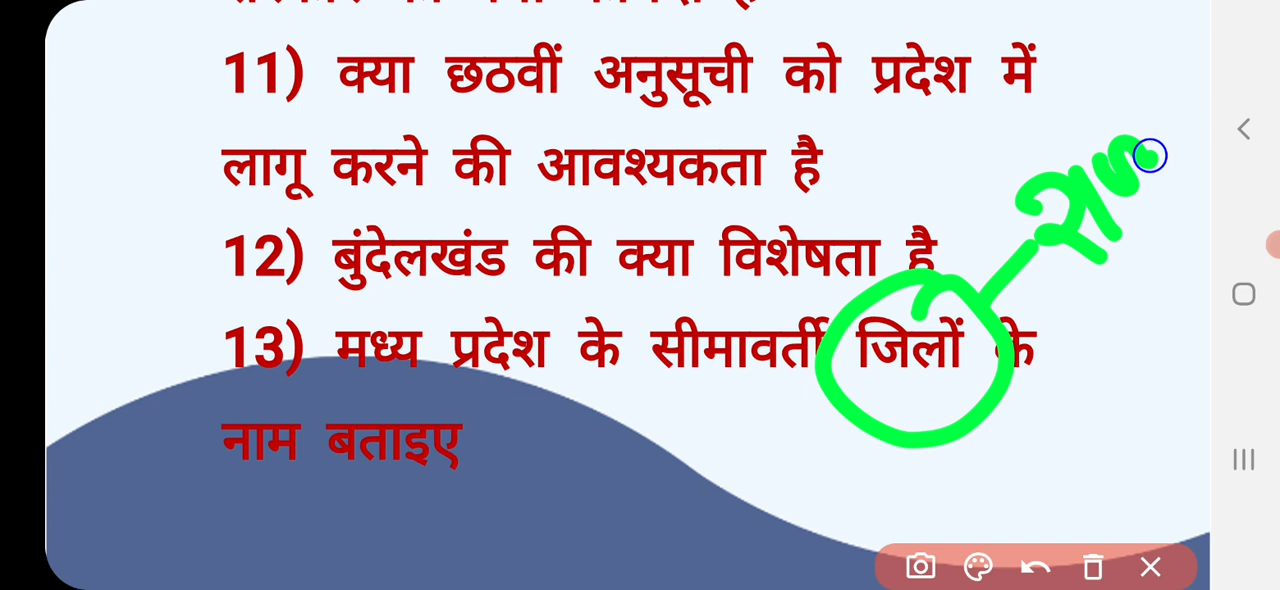 11) क्या छठवीं अनुसूची को प्रदेश में
लागू करने की आवश्यकता है
12) बुंदेलखंड की क्या विशेषता है
13) मध्य प्रदेश के सीमावर्ती जिलों के
नाम बताइए